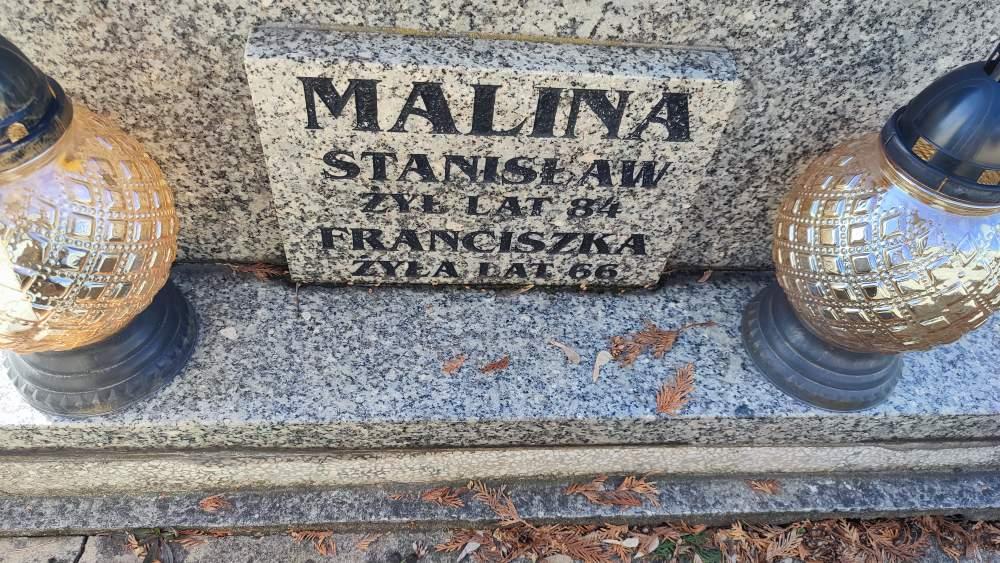 MALINA
STANISŁAW
ŻYŁ LAT 84
FRANCISZKA
ŻYŁA LAT 66